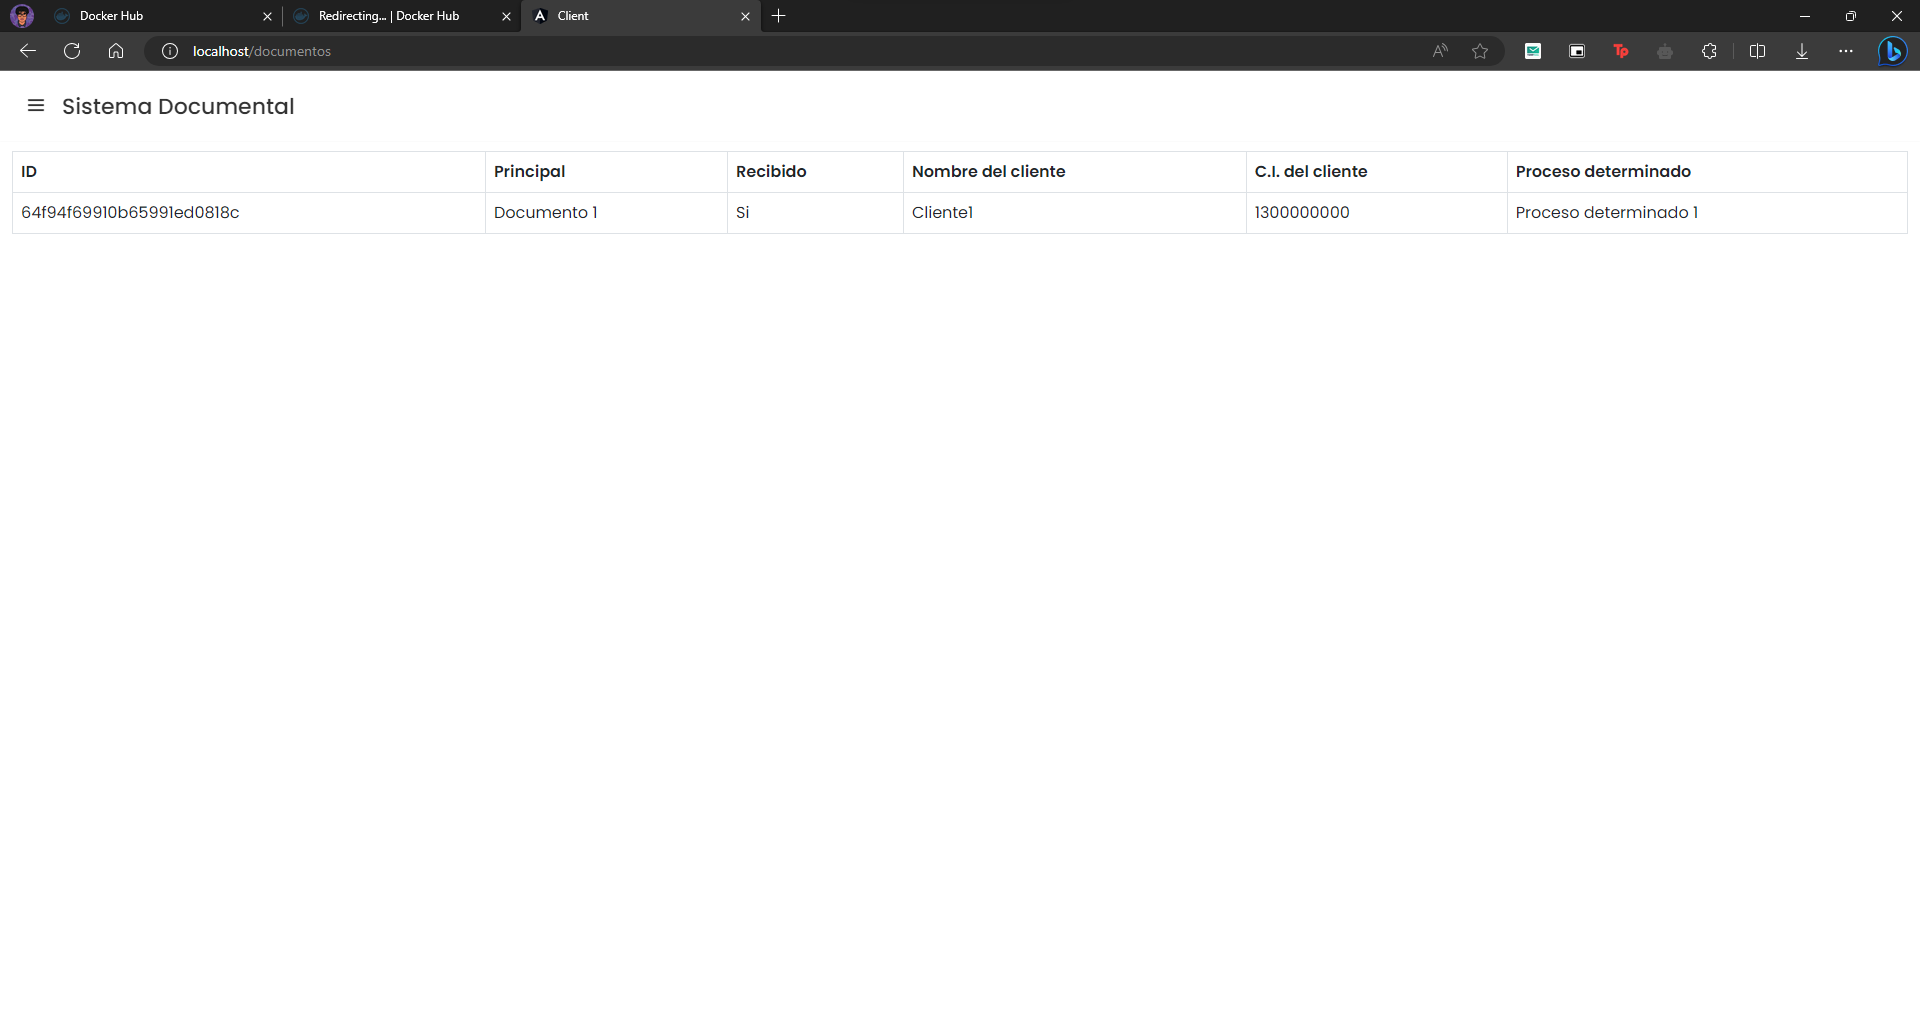 Docker Hub
Redirecting... | Docker Hub
Client
localhost/documentos
Sistema Documental
ID Principal Recibido Nombre del cliente C.I. del cliente Proceso determinado
64f94f69910b65991ed0818c Documento 1 Si Cliente1 1300000000 Proceso determinado 1